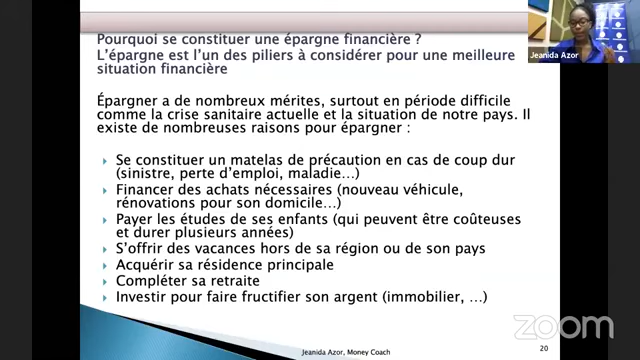 Pourquoi se constituer une épargne financière ?
L'épargne est l'un des piliers à considérer pour une meilleure
situation financière
Jeanida Azor
Épargner a de nombreux mérites, surtout en période difficile
comme la crise sanitaire actuelle et la situation de notre pays. Il
existe de nombreuses raisons pour épargner :
Se constituer un matelas de précaution en cas de coup dur
(sinistre, perte d'emploi, maladie…)
Financer des achats nécessaires (nouveau véhicule,
rénovations pour son domicile…)
Payer les études de ses enfants (qui peuvent être coûteuses
et durer plusieurs années)
S'offrir des vacances hors de sa région ou de son pays
Acquérir sa résidence principale
Compléter sa retraite
Investir pour faire fructifier son argent (immobilier, …)
zoom
Jeanida Azor, Money Coach
20